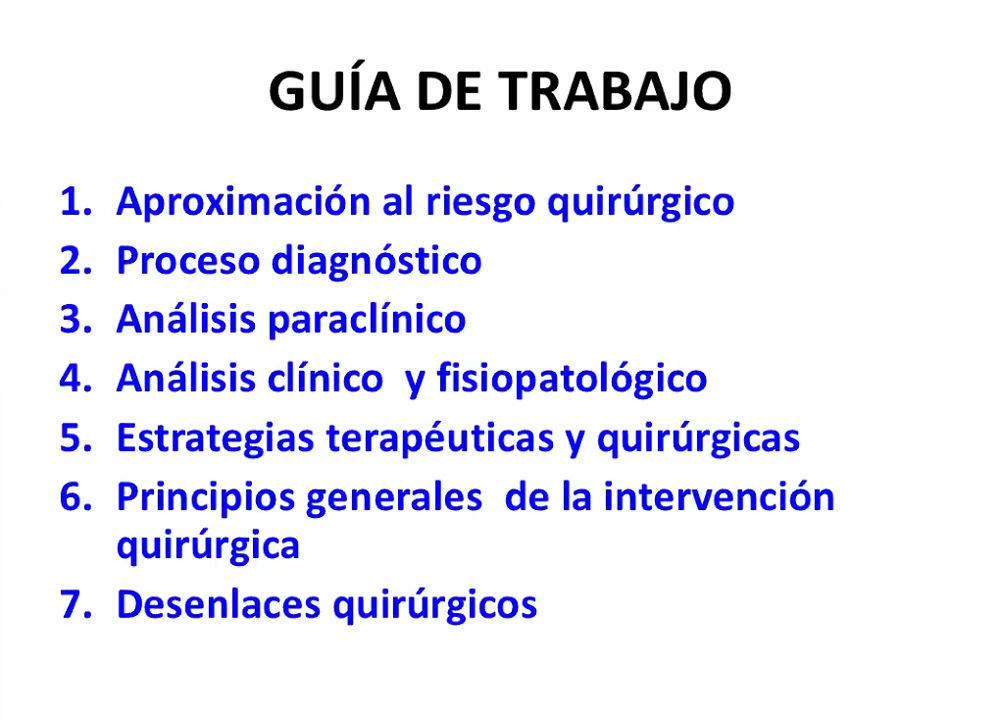 GUÍA DE TRABAJO
1. Aproximación al riesgo quirúrgico
2. Proceso diagnóstico
3. Análisis paraclínico
4. Análisis clínico y fisiopatológico
5. Estrategias terapéuticas y quirúrgicas
6. Principios generales de la intervención
quirúrgica
7. Desenlaces quirúrgicos